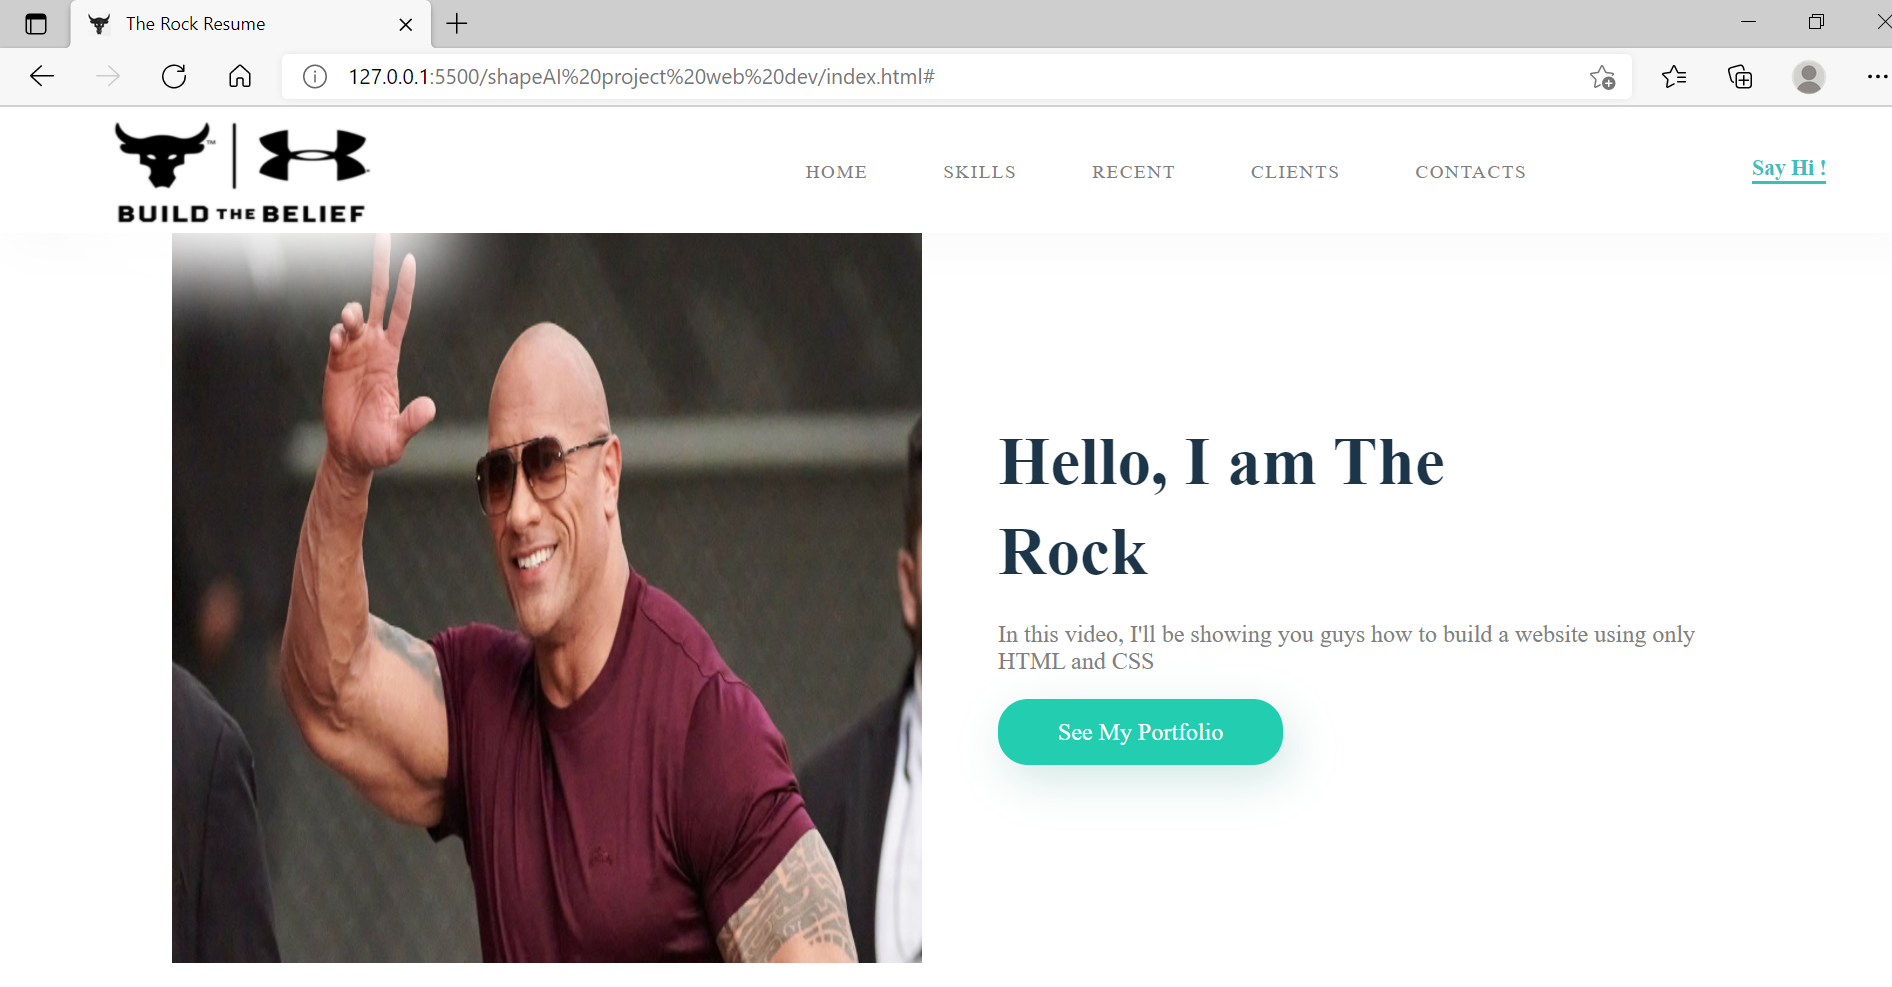 The Rock Resume
127.0.0.1:5500/shapeAI%20project%20web%20dev/index.html#
BUILD THE BELIEF
TM
HOME SKILLS RECENT CLIENTS CONTACTS
Say Hi !
Hello, I am The
Rock
In this video, I'll be showing you guys how to build a website using only
HTML and CSS
See My Portfolio